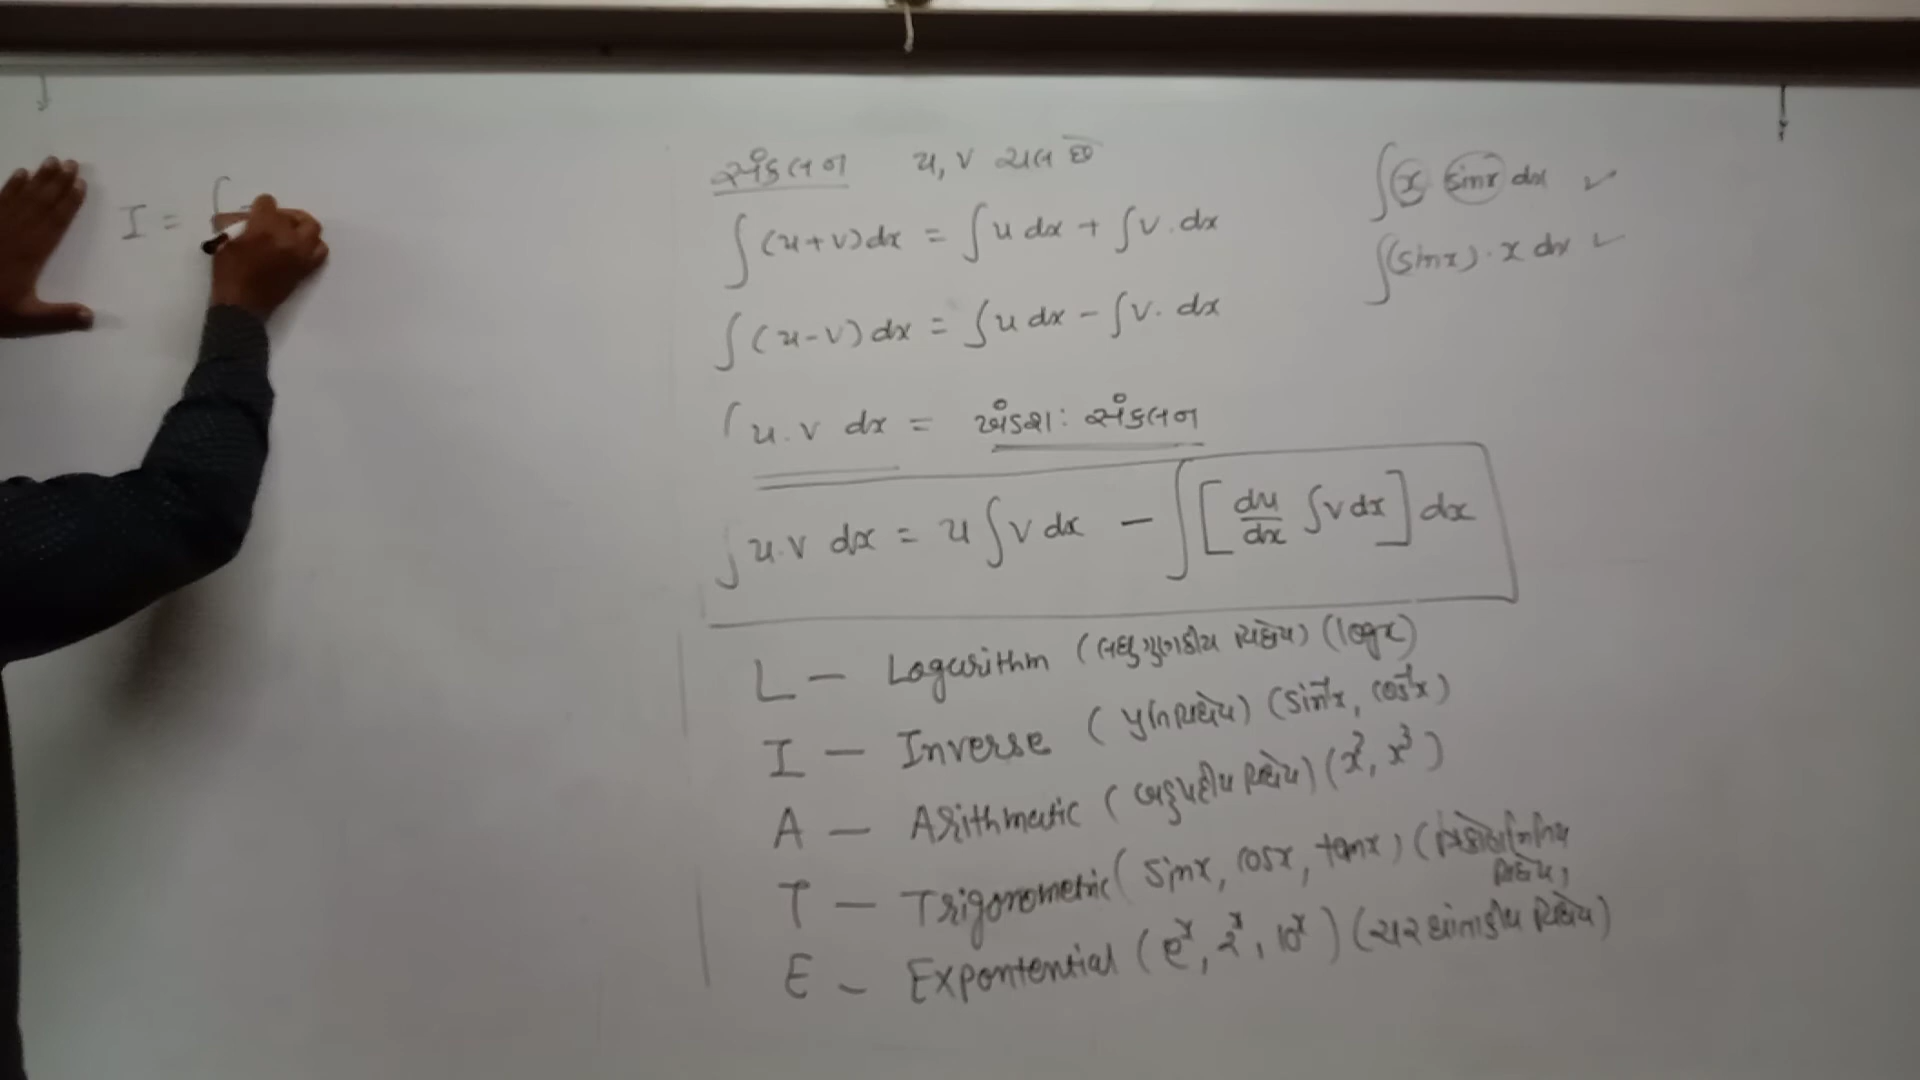 I = ∫
સંકલન u, v ચલ છે
∫(u+v)dx = ∫u dx + ∫v. dx
∫(u-v) dx = ∫u dx - ∫v. dx
∫u.v dx = ખંડશઃ સંકલન
∫u.v dx = u ∫v dx - ∫[du/dx ∫v dx] dx
L — Logarithm (લઘુગુણકીય વિધેય) (logx)
I — Inverse (પ્રતિવિધેય) (sin⁻¹x, cos⁻¹x)
A — Arithmetic (બહુપદીય વિધેય) (x², x³)
T — Trigonometric (sinx, cosx, tanx) (ત્રિકોણમિતિય વિધેય)
E — Expontential (eˣ, 2ˣ, 10ˣ) (ચરઘાંતાકીય વિધેય)
∫x sinx dx ✓
∫(sinx).x dx ✓